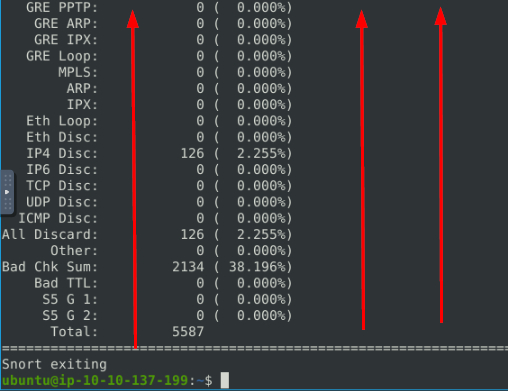 GRE PPTP: 0 ( 0.000%)
GRE ARP: 0 ( 0.000%)
GRE IPX: 0 ( 0.000%)
GRE Loop: 0 ( 0.000%)
MPLS: 0 ( 0.000%)
ARP: 0 ( 0.000%)
IPX: 0 ( 0.000%)
Eth Loop: 0 ( 0.000%)
Eth Disc: 0 ( 0.000%)
IP4 Disc: 126 ( 2.255%)
IP6 Disc: 0 ( 0.000%)
TCP Disc: 0 ( 0.000%)
UDP Disc: 0 ( 0.000%)
ICMP Disc: 0 ( 0.000%)
All Discard: 126 ( 2.255%)
Other: 0 ( 0.000%)
Bad Chk Sum: 2134 ( 38.196%)
Bad TTL: 0 ( 0.000%)
S5 G 1: 0 ( 0.000%)
S5 G 2: 0 ( 0.000%)
Total: 5587
===============================================================
Snort exiting
ubuntu@ip-10-10-137-199:~$